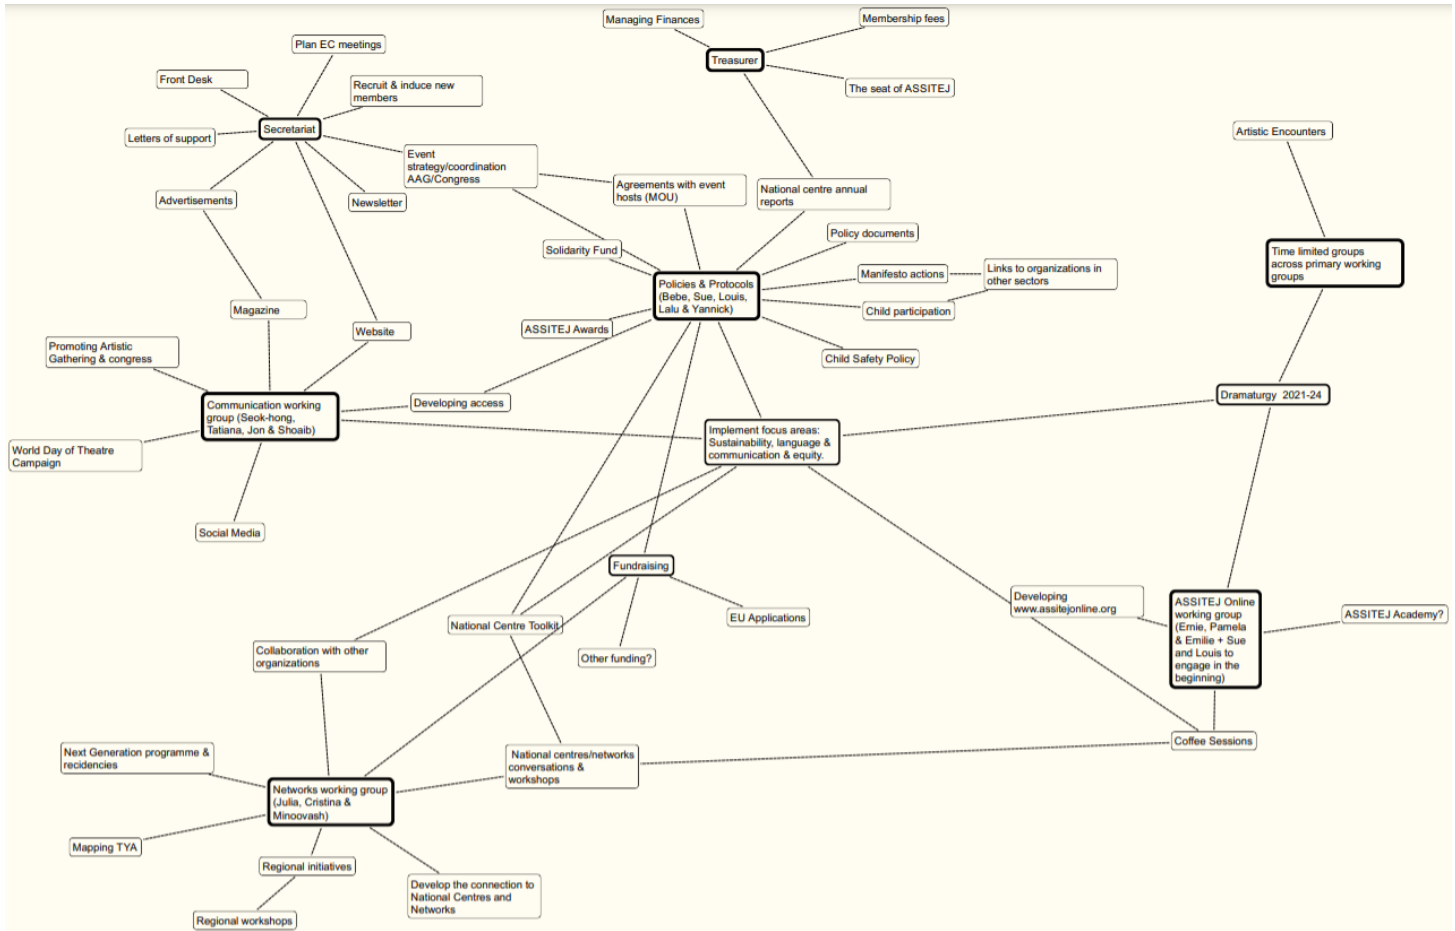 Managing Finances
Membership fees
Treasurer
The seat of ASSITEJ
Plan EC meetings
Front Desk
Recruit & induce new
members
Secretariat
Letters of support
Event
strategy/coordination
AAG/Congress
Advertisements
Newsletter
Agreements with event
hosts (MOU)
National centre annual
reports
Artistic Encounters
Solidarity Fund
Policy documents
Time limited groups
across primary working
groups
Policies & Protocols
(Bebe, Sue, Louis,
Lalu & Yannick)
Manifesto actions
Links to organizations in
other sectors
Child participation
Magazine
Website
ASSITEJ Awards
Child Safety Policy
Promoting Artistic
Gathering & congress
Communication working
group (Seok-hong,
Tatiana, Jon & Shoaib)
Developing access
Dramaturgy 2021-24
World Day of Theatre
Campaign
Implement focus areas:
Sustainability, language &
communication & equity.
Social Media
Fundraising
National Centre Toolkit
EU Applications
Developing
www.assitejonline.org
ASSITEJ Online
working group
(Ernie, Pamela
& Emilie + Sue
and Louis to
engage in the
beginning)
ASSITEJ Academy?
Collaboration with other
organizations
Other funding?
Next Generation programme &
recidencies
National centres/networks
conversations &
workshops
Coffee Sessions
Networks working group
(Julia, Cristina &
Minoovash)
Mapping TYA
Regional initiatives
Develop the connection to
National Centres and
Networks
Regional workshops